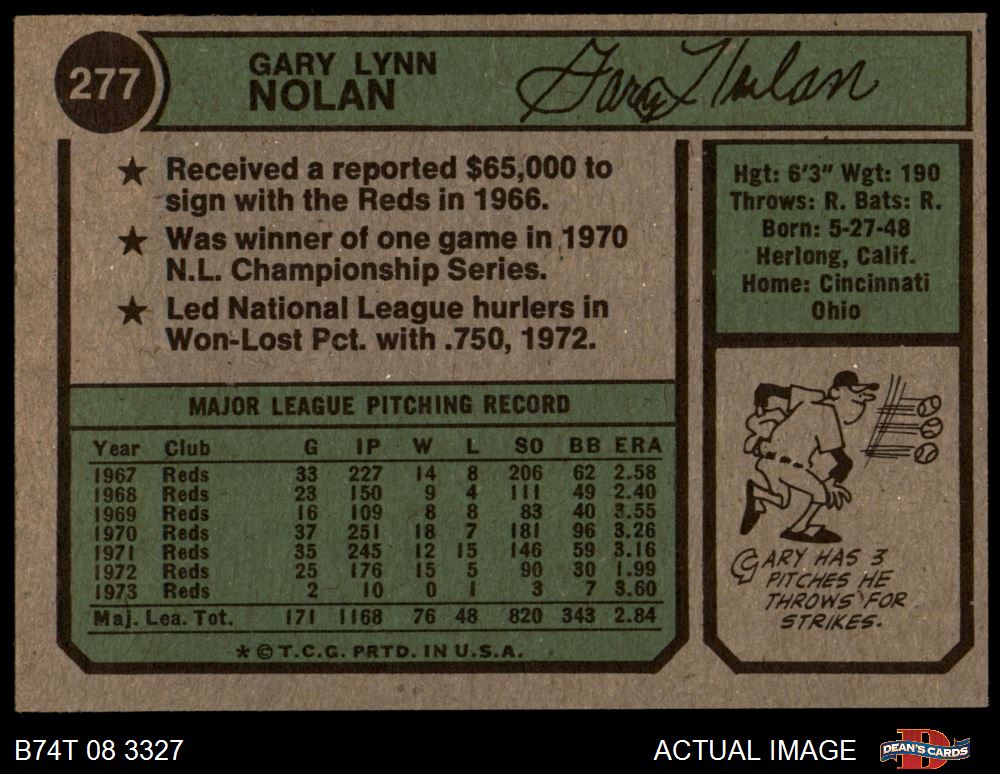 277
GARY LYNN
NOLAN
Gary Nolan
★ Received a reported $65,000 to
sign with the Reds in 1966.
★ Was winner of one game in 1970
N.L. Championship Series.
★ Led National League hurlers in
Won-Lost Pct. with .750, 1972.
Hgt: 6'3" Wgt: 190
Throws: R. Bats: R.
Born: 5-27-48
Herlong, Calif.
Home: Cincinnati
Ohio
MAJOR LEAGUE PITCHING RECORD
Year Club G IP W L SO BB ERA
1967 Reds 33 227 14 8 206 62 2.58
1968 Reds 23 150 9 4 111 49 2.40
1969 Reds 16 109 8 8 83 40 3.55
1970 Reds 37 251 18 7 181 96 3.26
1971 Reds 35 245 12 15 146 59 3.16
1972 Reds 25 176 15 5 90 30 1.99
1973 Reds 2 10 0 1 3 7 3.60
Maj. Lea. Tot. 171 1168 76 48 820 343 2.84
* © T.C.G. PRTD. IN U.S.A.
GARY HAS 3
PITCHES HE
THROWS FOR
STRIKES.
B74T 08 3327
ACTUAL IMAGE
DEAN'S CARDS